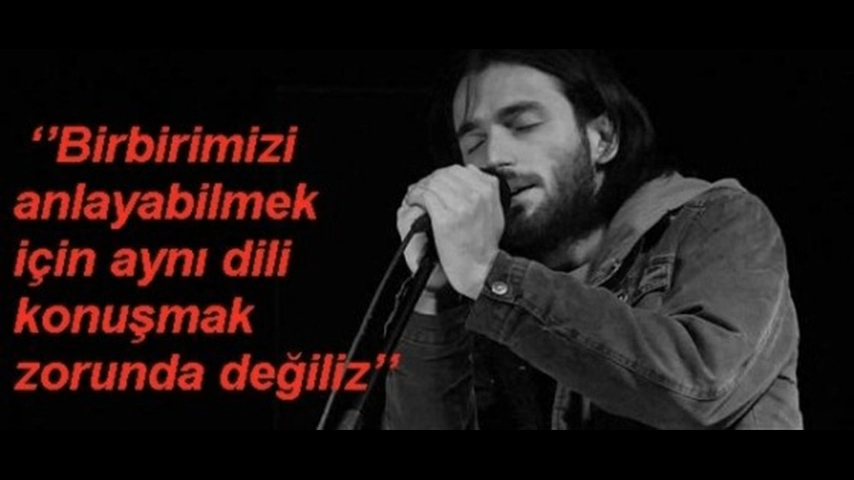 ‘’Birbirimizi
anlayabilmek
için aynı dili
konuşmak
zorunda değiliz’’